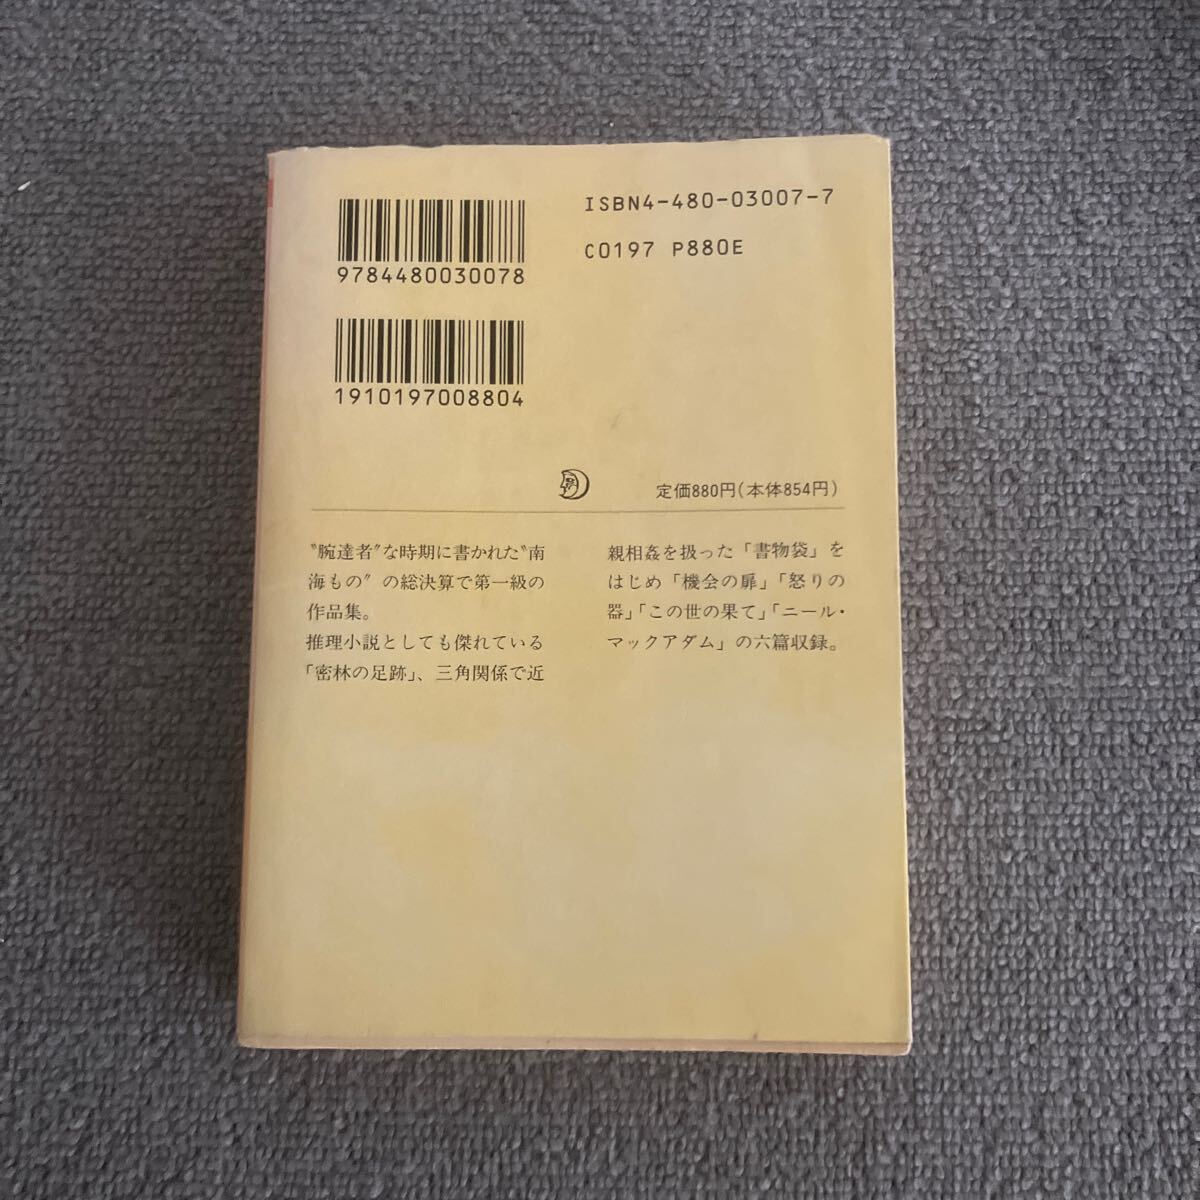 ISBN4-480-03007-7
C0197 P880E
9784480030078
1910197008804
定価880円(本体854円)
〝腕達者〟な時期に書かれた〝南
海もの〟の総決算で第一級の
作品集。
推理小説としても傑れている
「密林の足跡」、三角関係で近
親相姦を扱った「書物袋」を
はじめ「機会の扉」「怒りの
器」「この世の果て」「ニール・
マックアダム」の六篇収録。